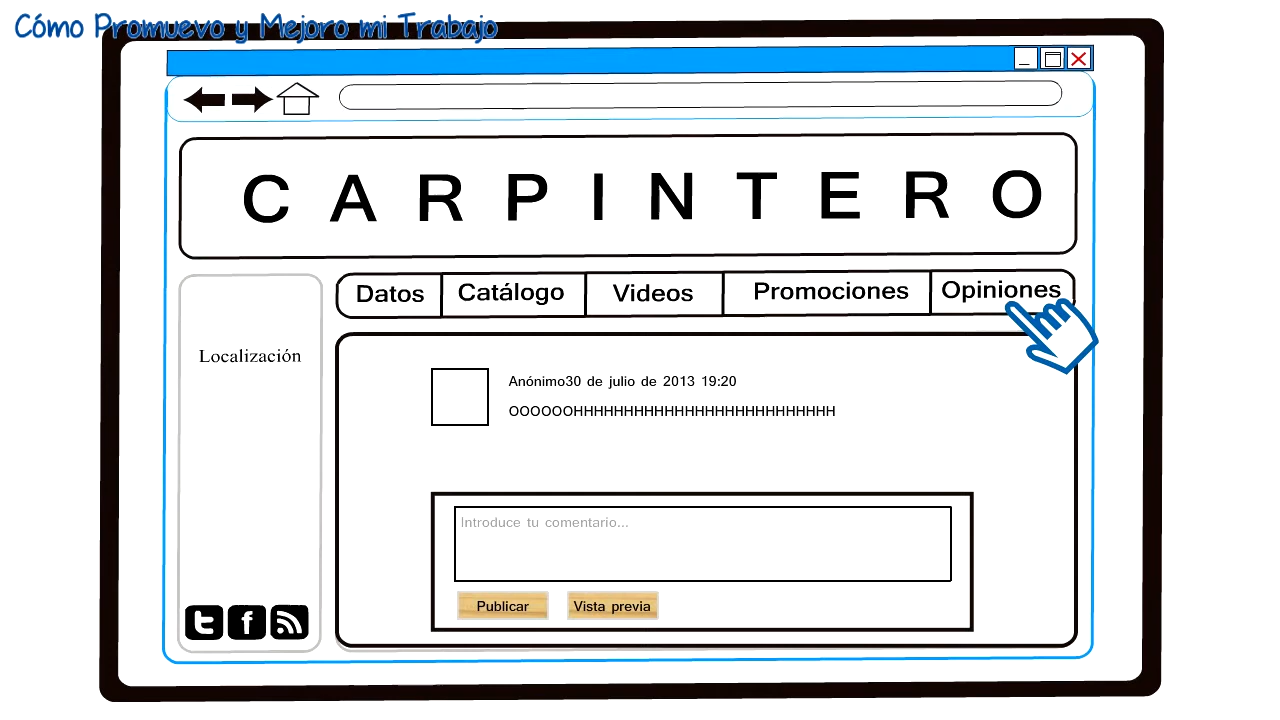 Cómo Promuevo y Mejoro mi Trabajo
CARPINTERO
Datos Catálogo Videos Promociones Opiniones
Localización
Anónimo30 de julio de 2013 19:20
OOOOOOHHHHHHHHHHHHHHHHHHHHHHHHHH
Introduce tu comentario...
Publicar Vista previa